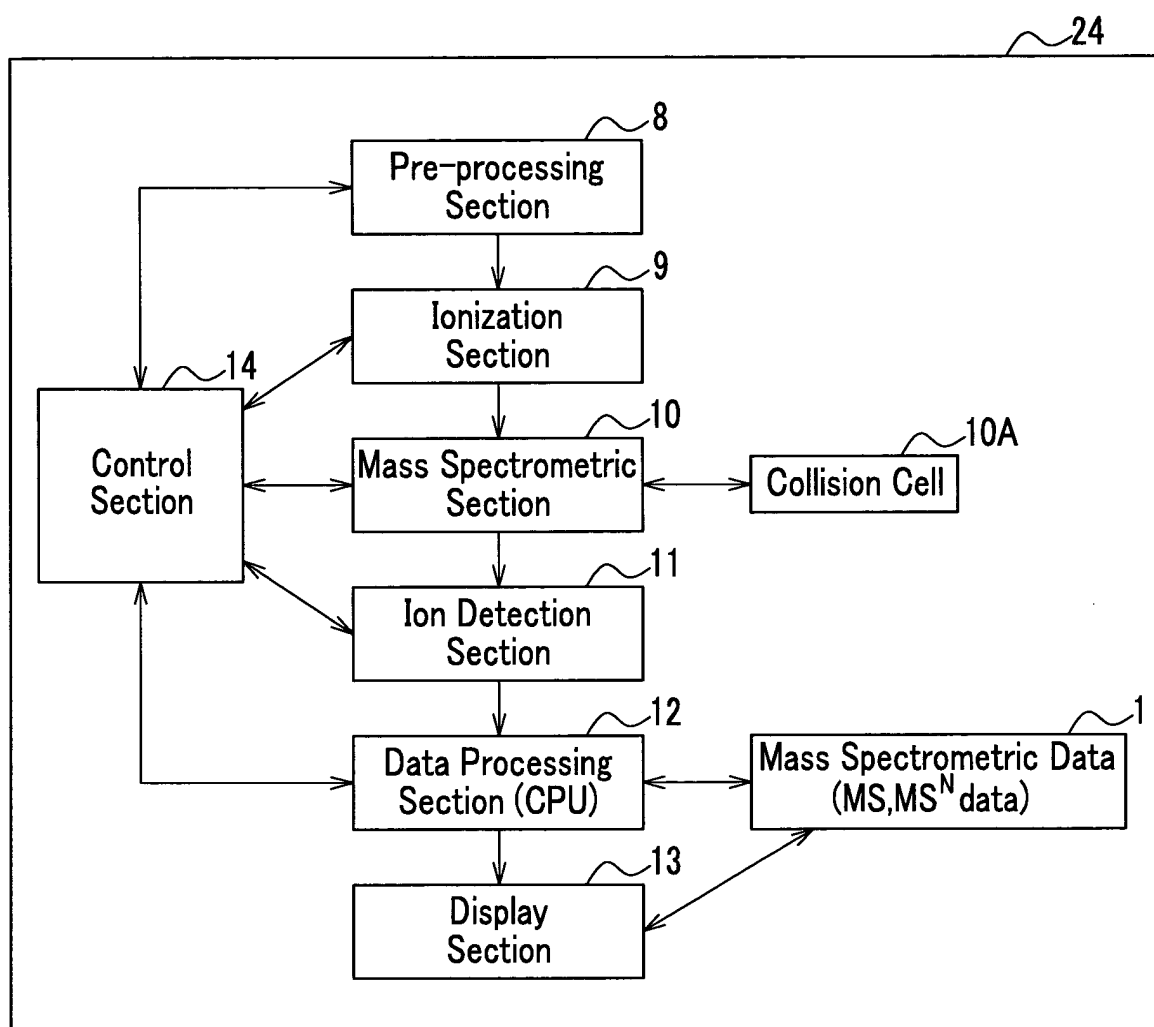 24
8
Pre-processing
Section
9
Ionization
Section
14
Control
Section
10
Mass Spectrometric
Section
10A
Collision Cell
11
Ion Detection
Section
12
Data Processing
Section (CPU)
1
Mass Spectrometric Data
(MS,MS^N data)
13
Display
Section